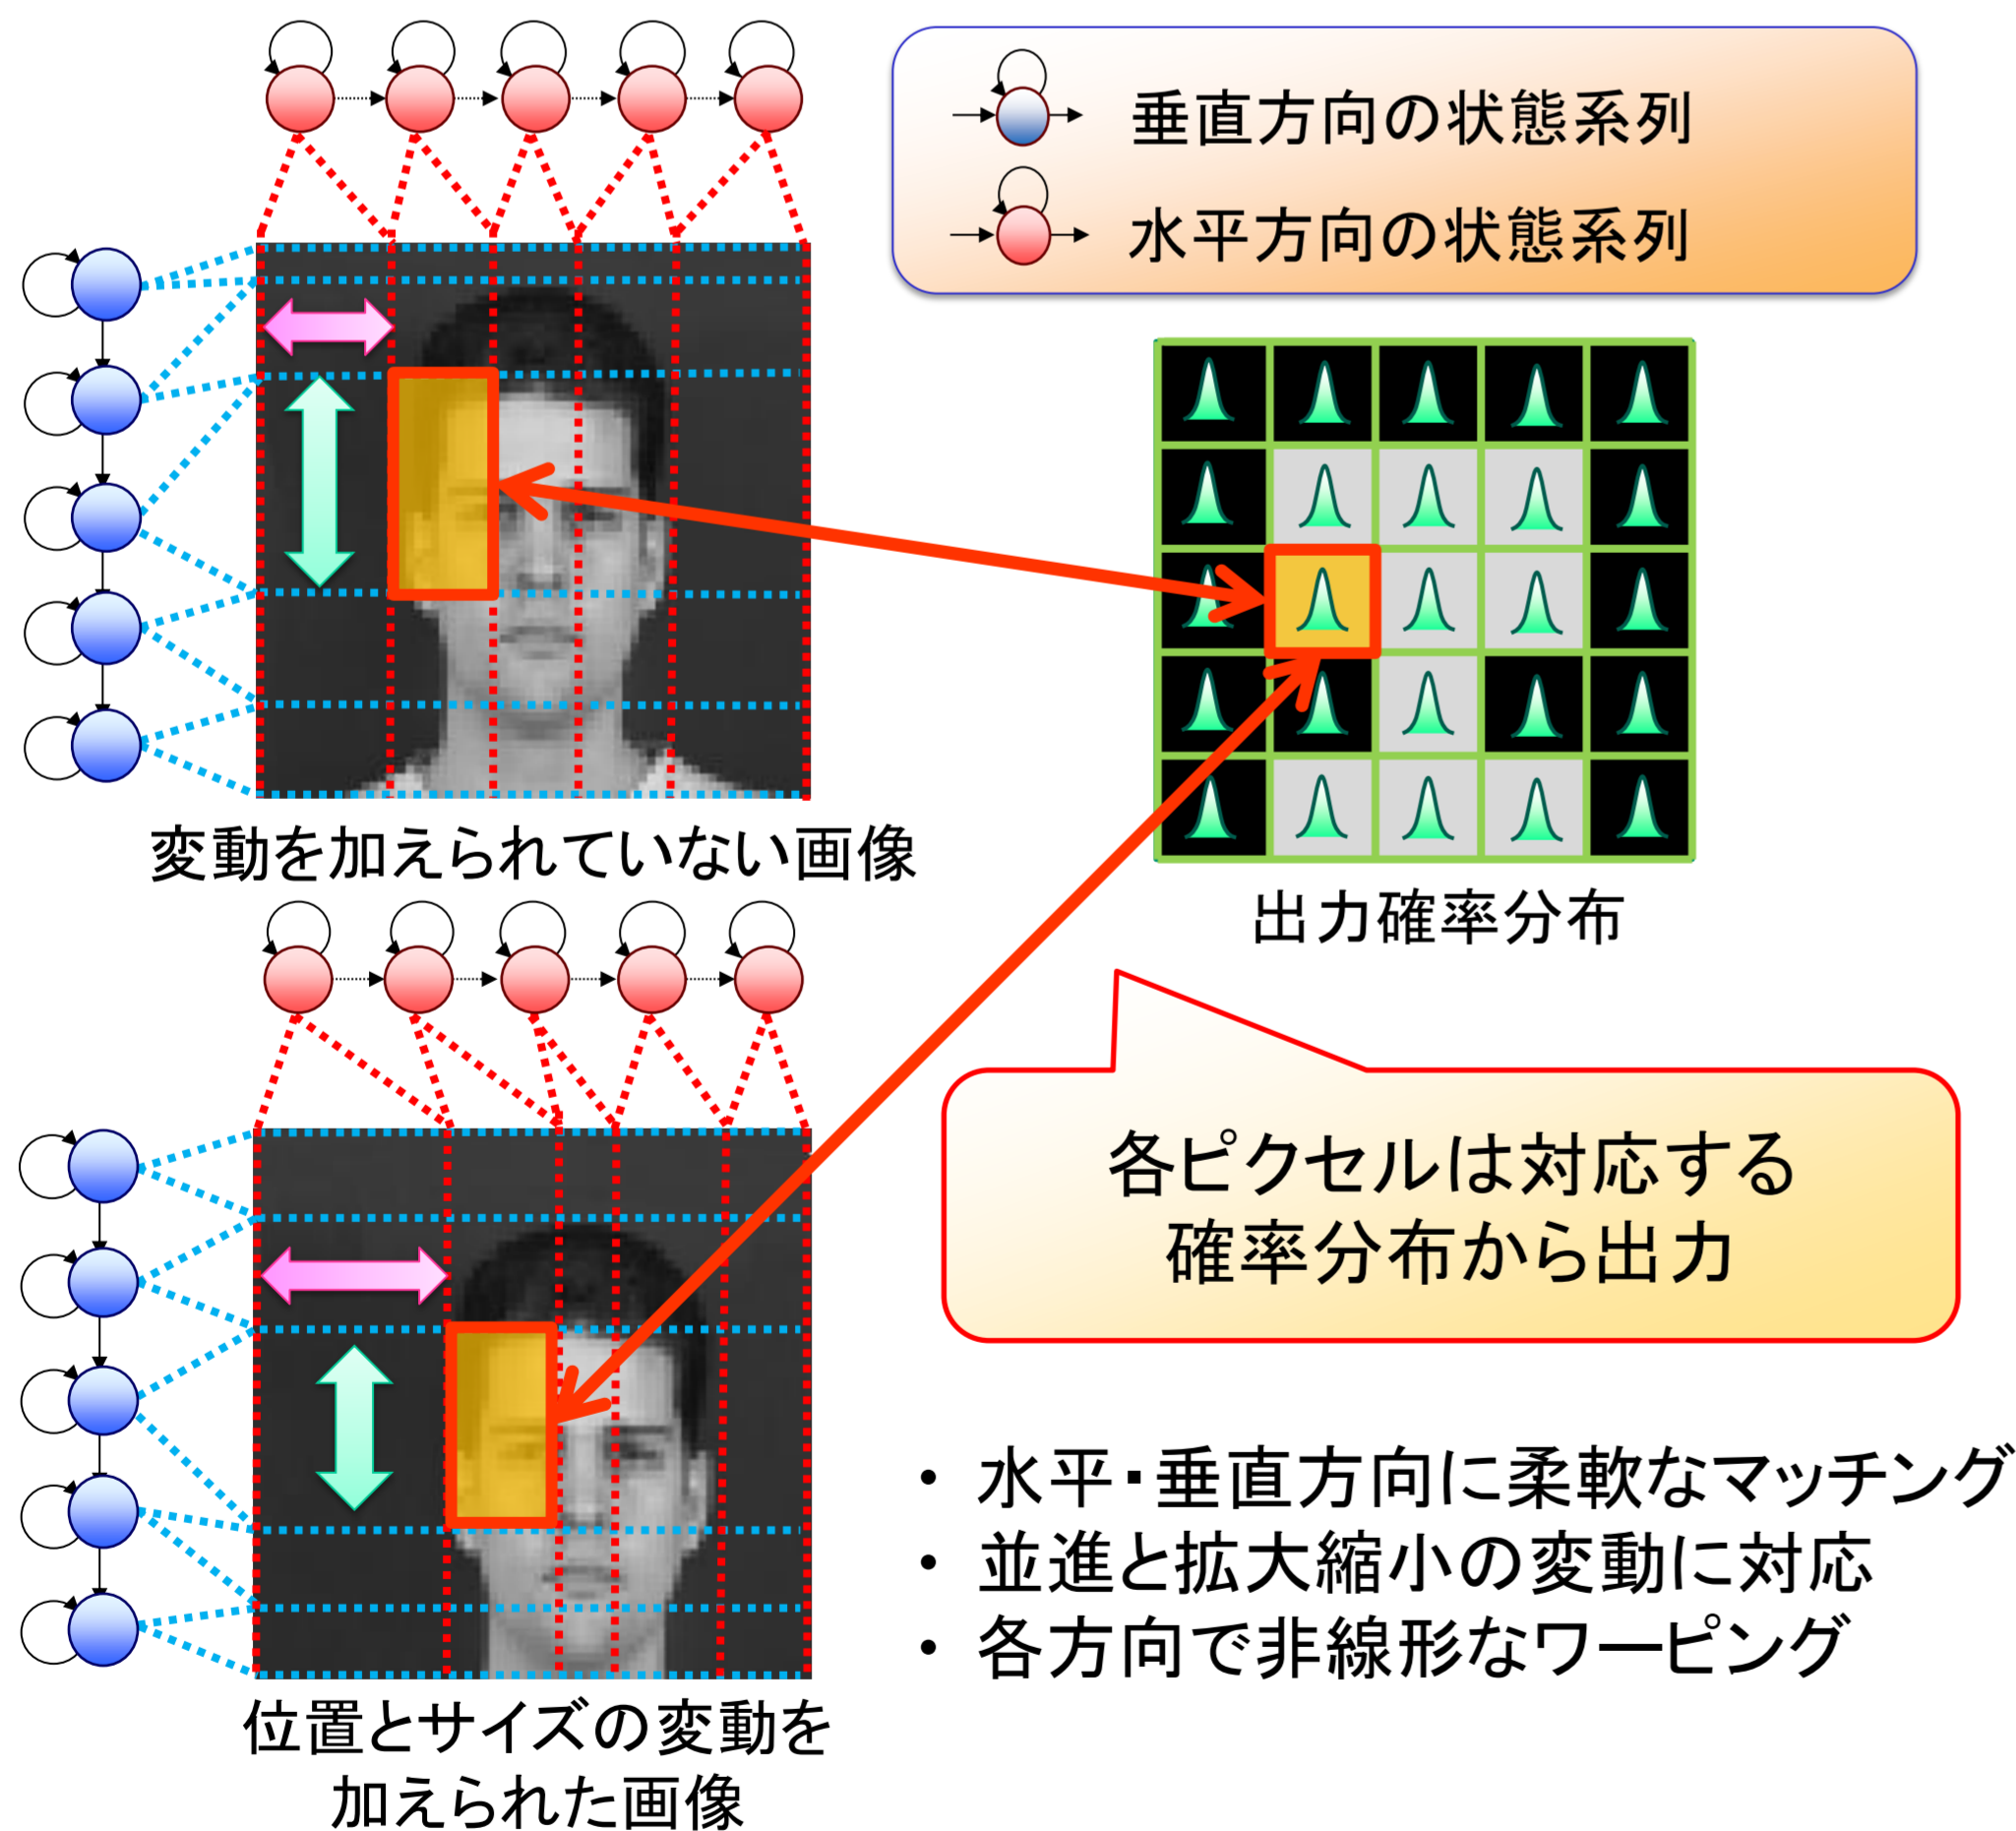 垂直方向の状態系列
水平方向の状態系列
変動を加えられていない画像
出力確率分布
各ピクセルは対応する
確率分布から出力
• 水平・垂直方向に柔軟なマッチング
• 並進と拡大縮小の変動に対応
• 各方向で非線形なワーピング
位置とサイズの変動を
加えられた画像